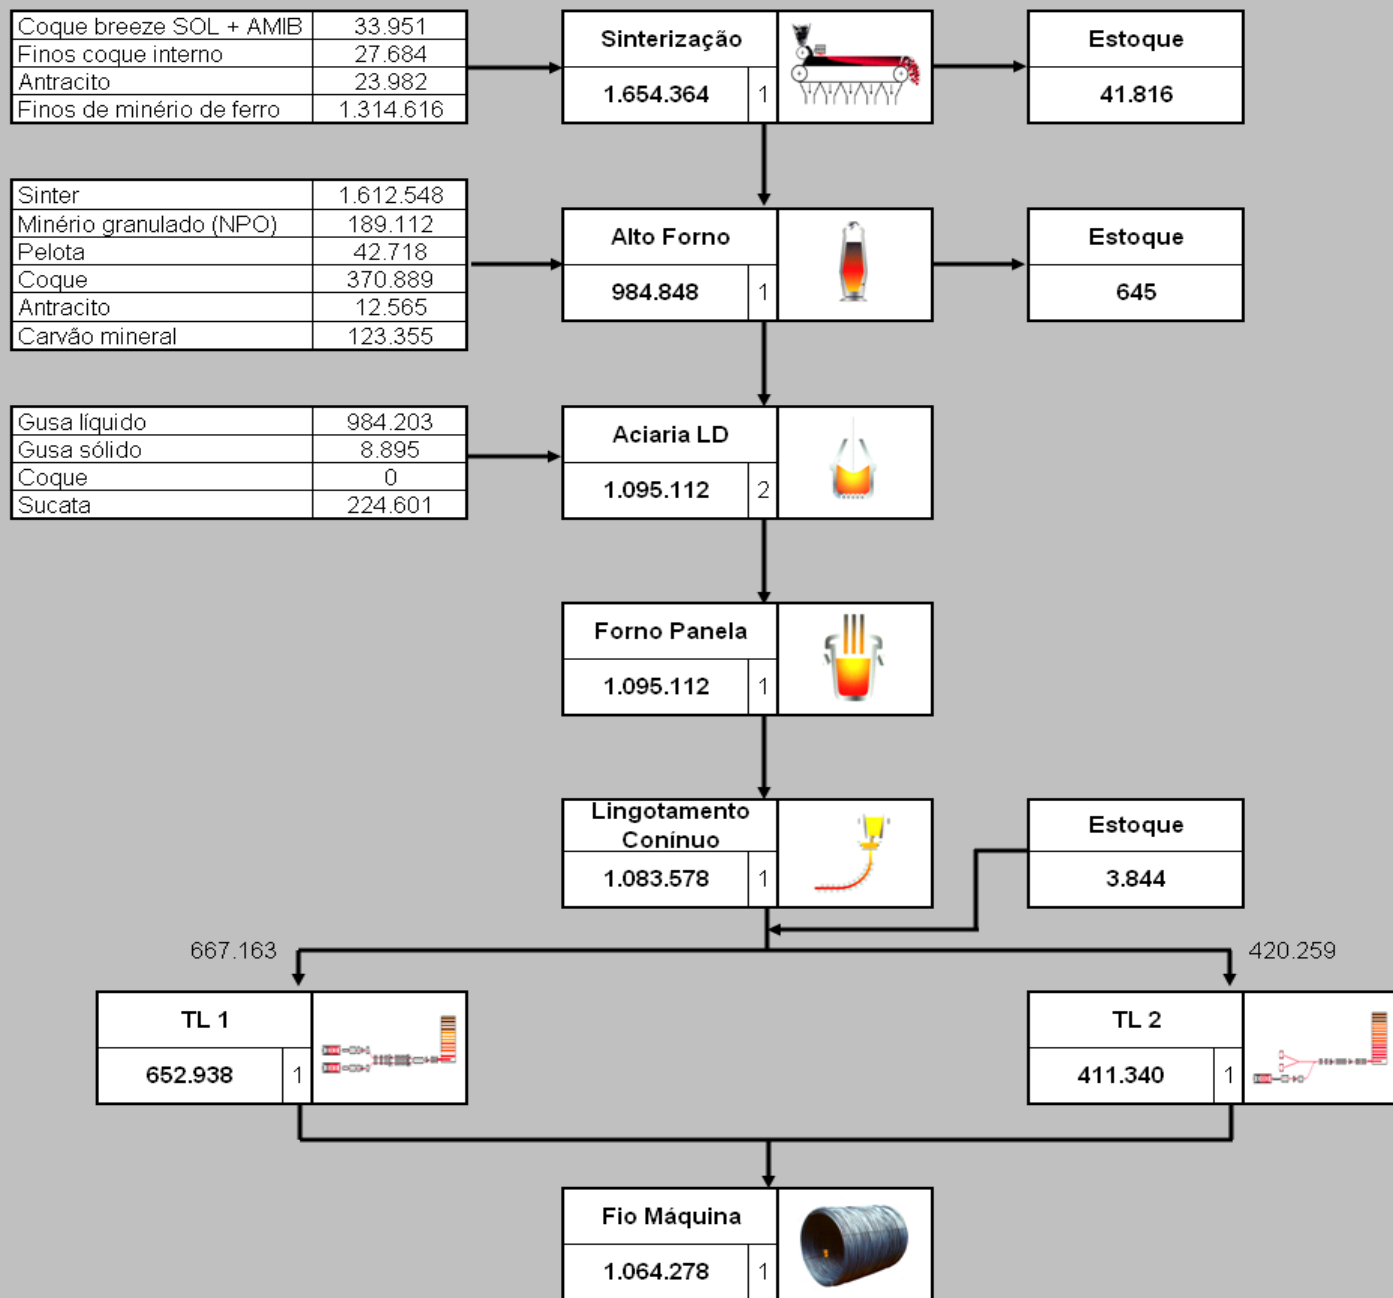 Coque breeze SOL + AMIB 33.951
Finos coque interno 27.684
Antracito 23.982
Finos de minério de ferro 1.314.616
Sinterização
1.654.364 1
Estoque
41.816
Sinter 1.612.548
Minério granulado (NPO) 189.112
Pelota 42.718
Coque 370.889
Antracito 12.565
Carvão mineral 123.355
Alto Forno
984.848 1
Estoque
645
Gusa líquido 984.203
Gusa sólido 8.895
Coque 0
Sucata 224.601
Aciaria LD
1.095.112 2
Forno Panela
1.095.112 1
Lingotamento
Conínuo
1.083.578 1
Estoque
3.844
667.163
420.259
TL 1
652.938 1
TL 2
411.340 1
Fio Máquina
1.064.278 1